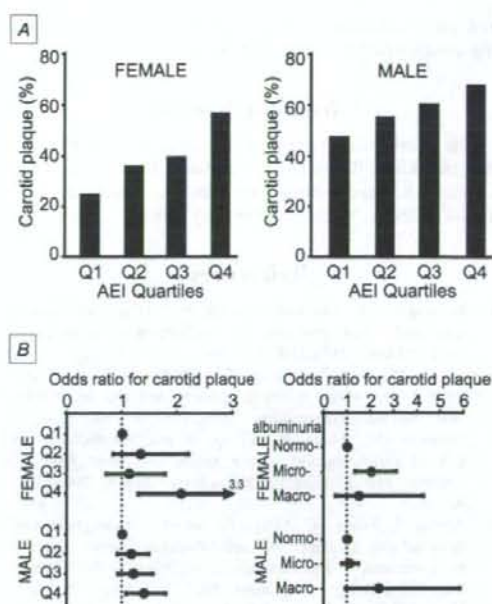 A
FEMALE
Carotid plaque (%)
80
60
40
20
0
Q1 Q2 Q3 Q4
AEI Quartiles
MALE
Carotid plaque (%)
80
60
40
20
0
Q1 Q2 Q3 Q4
AEI Quartiles
B
Odds ratio for carotid plaque
0 1 2 3
FEMALE
Q1
Q2
Q3
Q4
3.3
MALE
Q1
Q2
Q3
Q4
Odds ratio for carotid plaque
0 1 2 3 4 5 6
albuminuria
FEMALE
Normo-
Micro-
Macro-
MALE
Normo-
Micro
Macro-